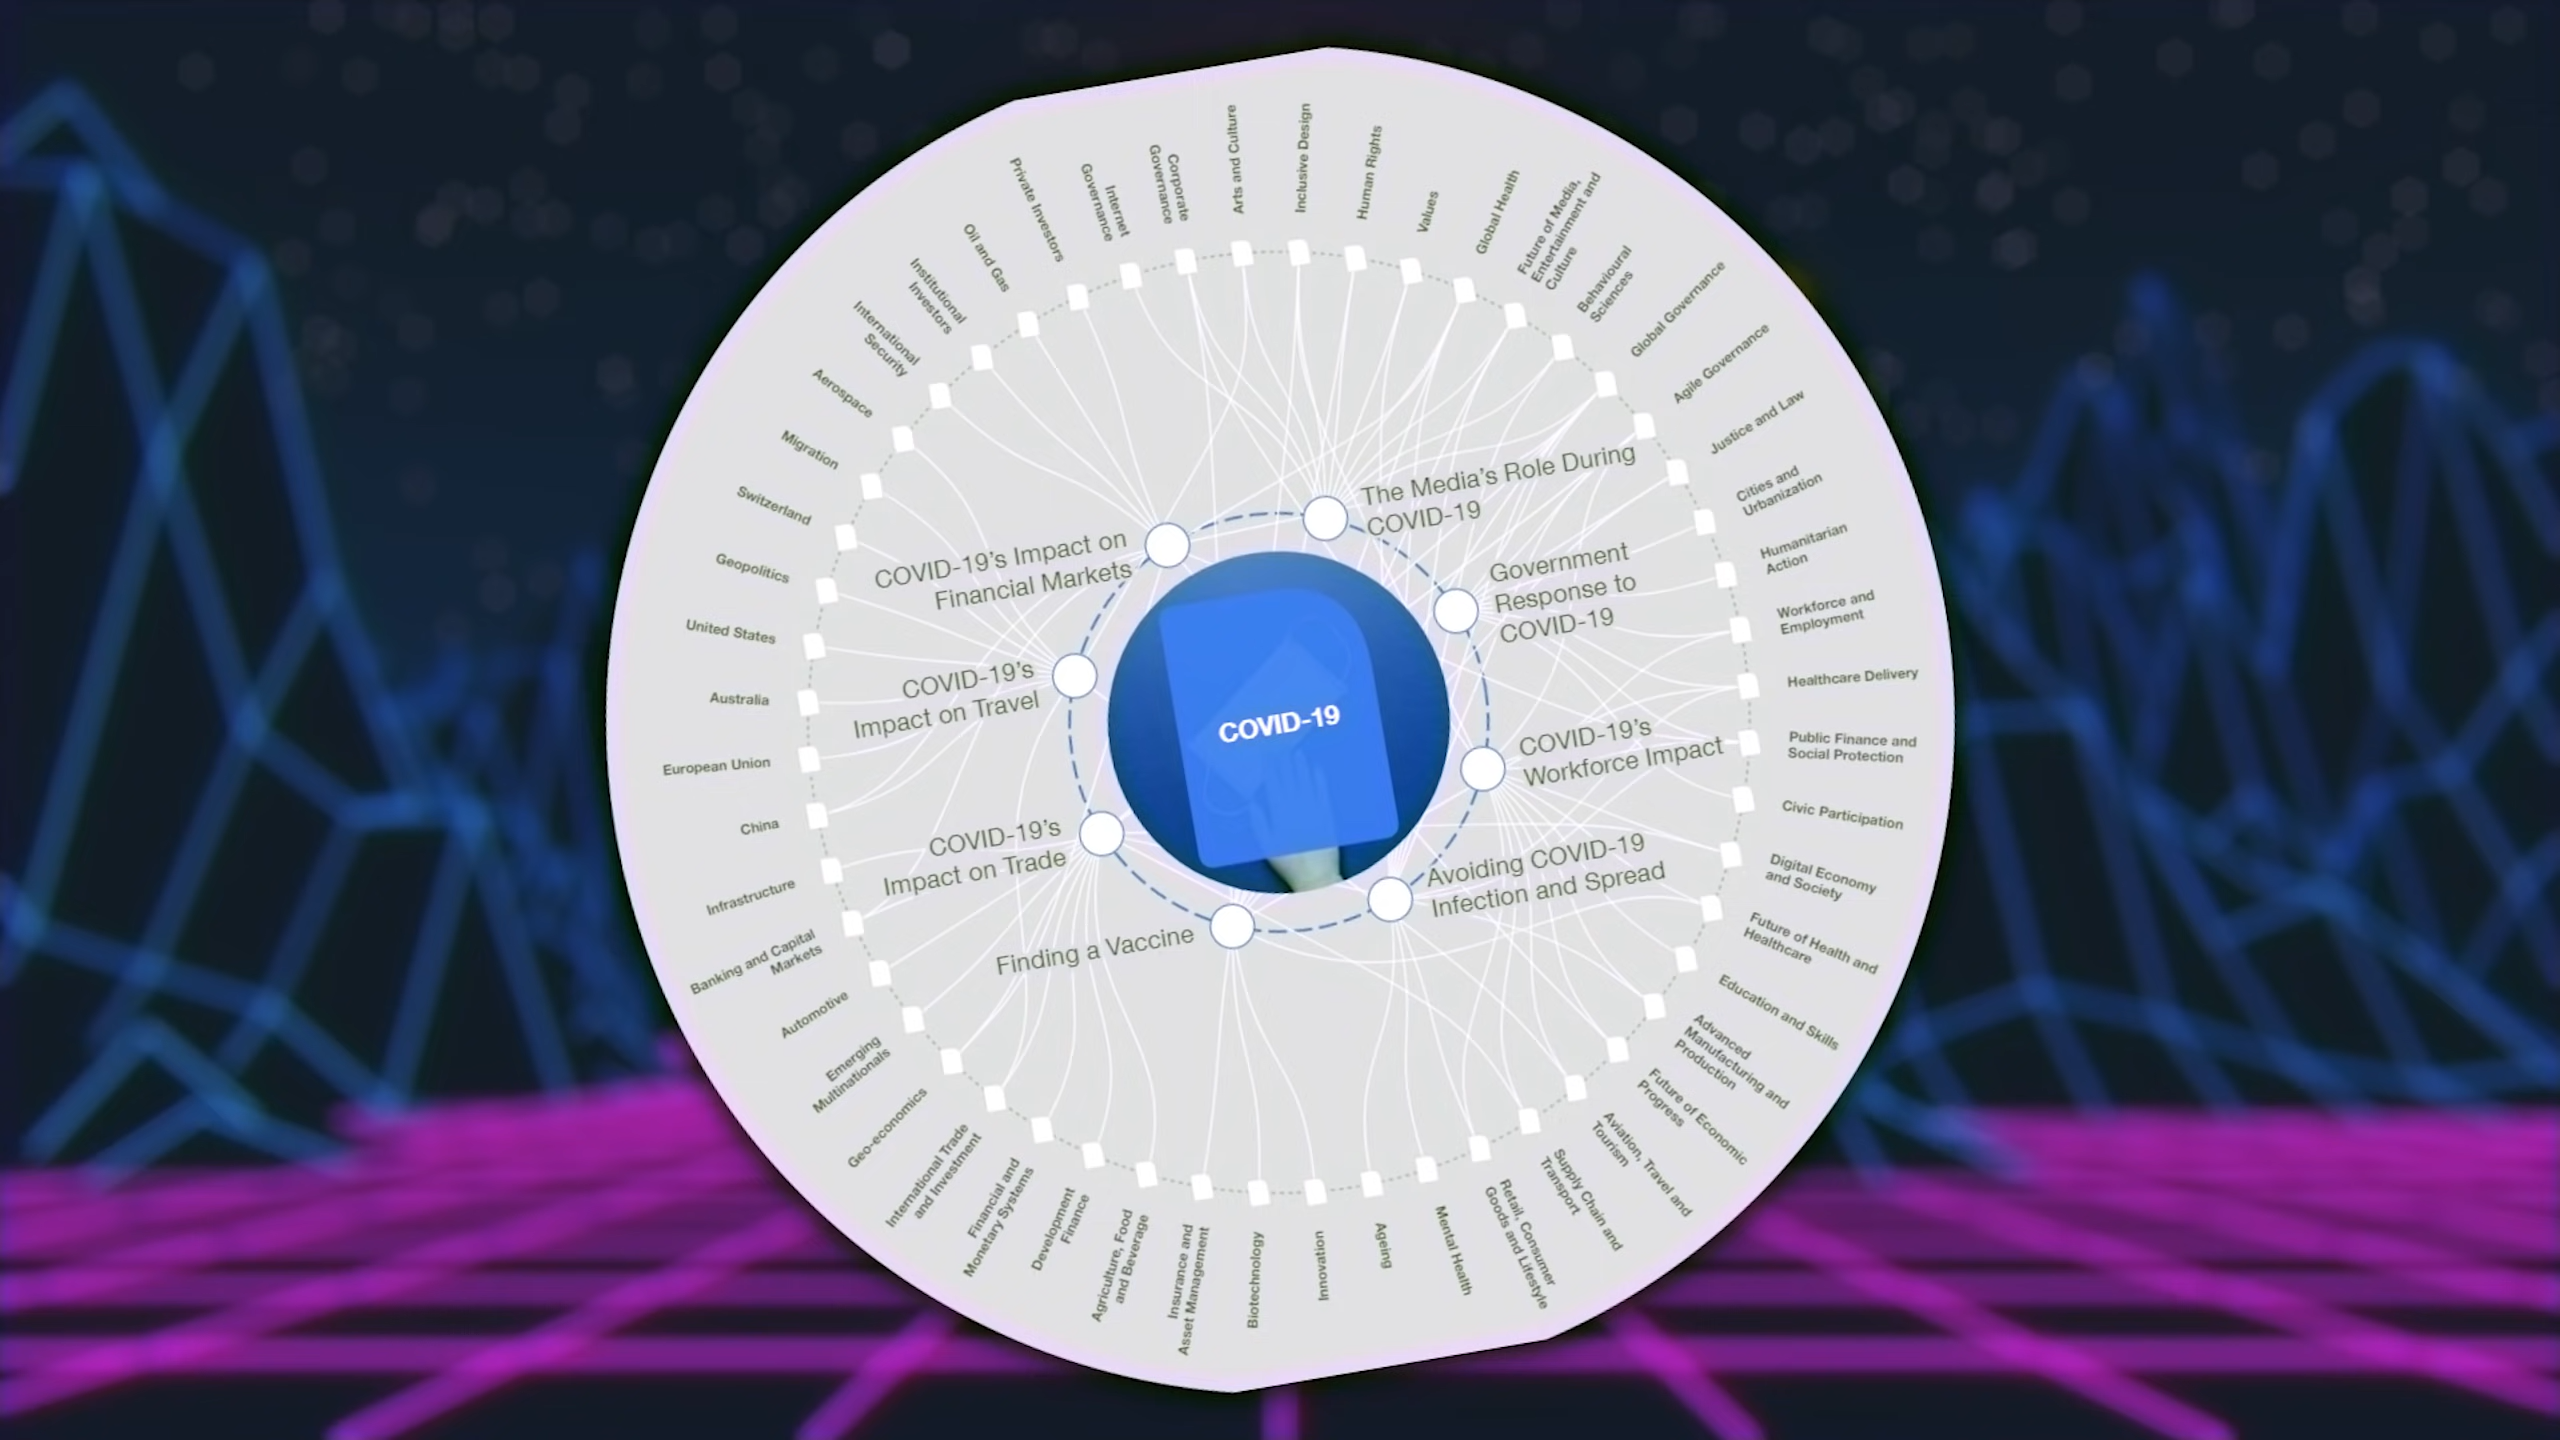 COVID-19
The Media's Role During
COVID-19
Government
Response to
COVID-19
COVID-19's
Workforce Impact
Avoiding COVID-19
Infection and Spread
Finding a Vaccine
COVID-19's
Impact on Trade
COVID-19's
Impact on Travel
COVID-19's Impact on
Financial Markets
Arts and Culture
Inclusive Design
Human Rights
Values
Global Health
Future of Media,
Entertainment and
Culture
Behavioural
Sciences
Global Governance
Agile Governance
Justice and Law
Cities and
Urbanization
Humanitarian
Action
Workforce and
Employment
Healthcare Delivery
Public Finance and
Social Protection
Civic Participation
Digital Economy
and Society
Future of Health and
Healthcare
Education and Skills
Advanced
Manufacturing and
Production
Future of Economic
Progress
Aviation, Travel and
Tourism
Supply Chain and
Transport
Retail, Consumer
Goods and Lifestyle
Mental Health
Ageing
Innovation
Biotechnology
Insurance and
Asset Management
Agriculture, Food
and Beverage
Development
Finance
Financial and
Monetary Systems
International Trade
and Investment
Geo-economics
Emerging
Multinationals
Automotive
Banking and Capital
Markets
Infrastructure
China
European Union
Australia
United States
Geopolitics
Switzerland
Migration
Aerospace
International
Security
Institutional
Investors
Oil and Gas
Private Investors
Internet
Governance
Corporate
Governance